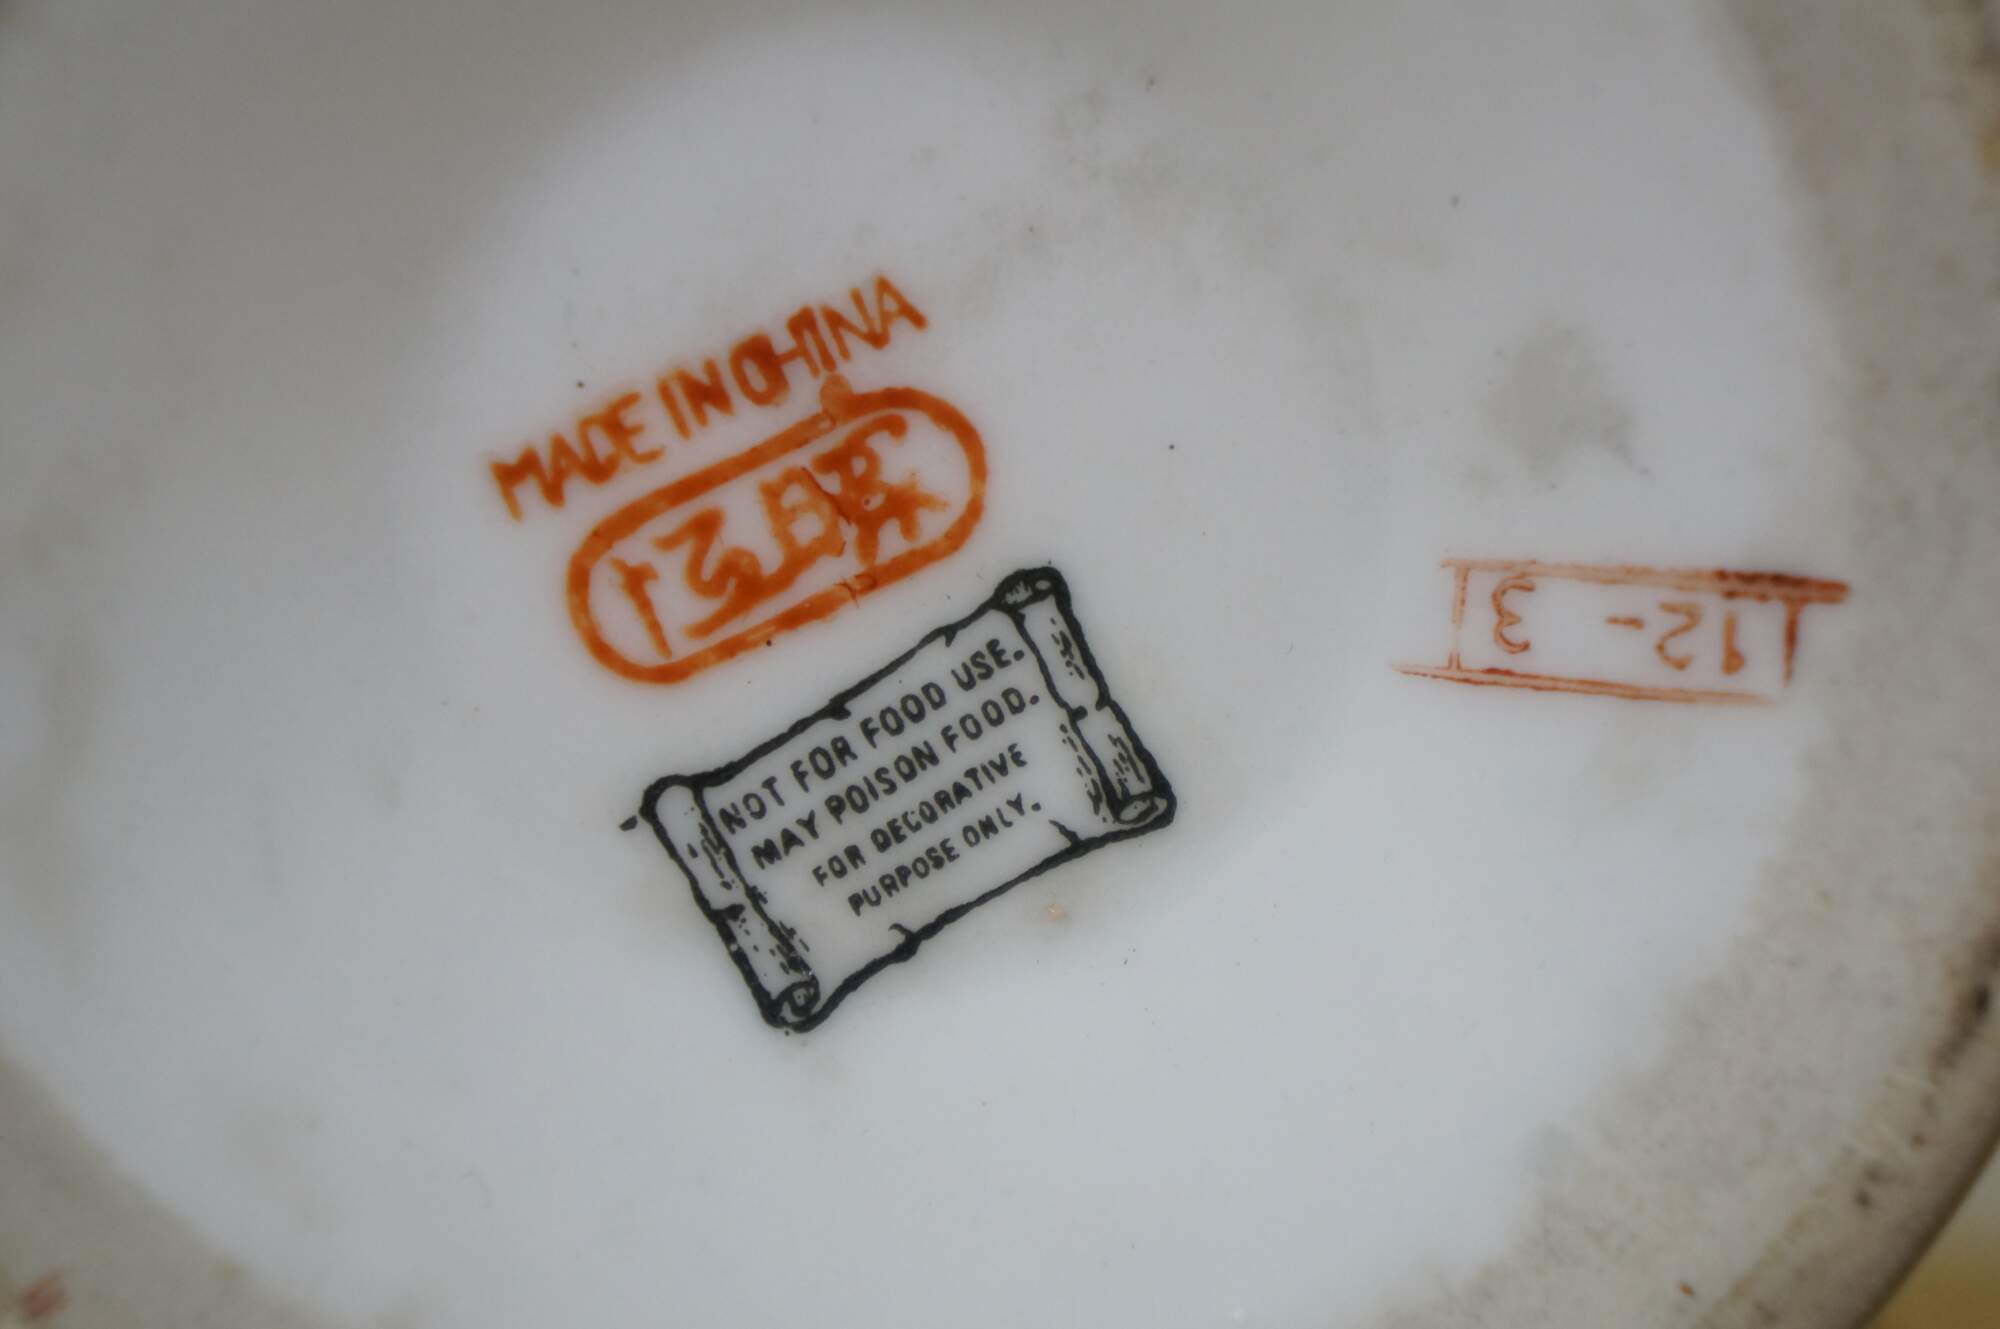 MADE IN CHINA
NOT FOR FOOD USE.
MAY POISON FOOD.
FOR DECORATIVE
PURPOSE ONLY.
12-3